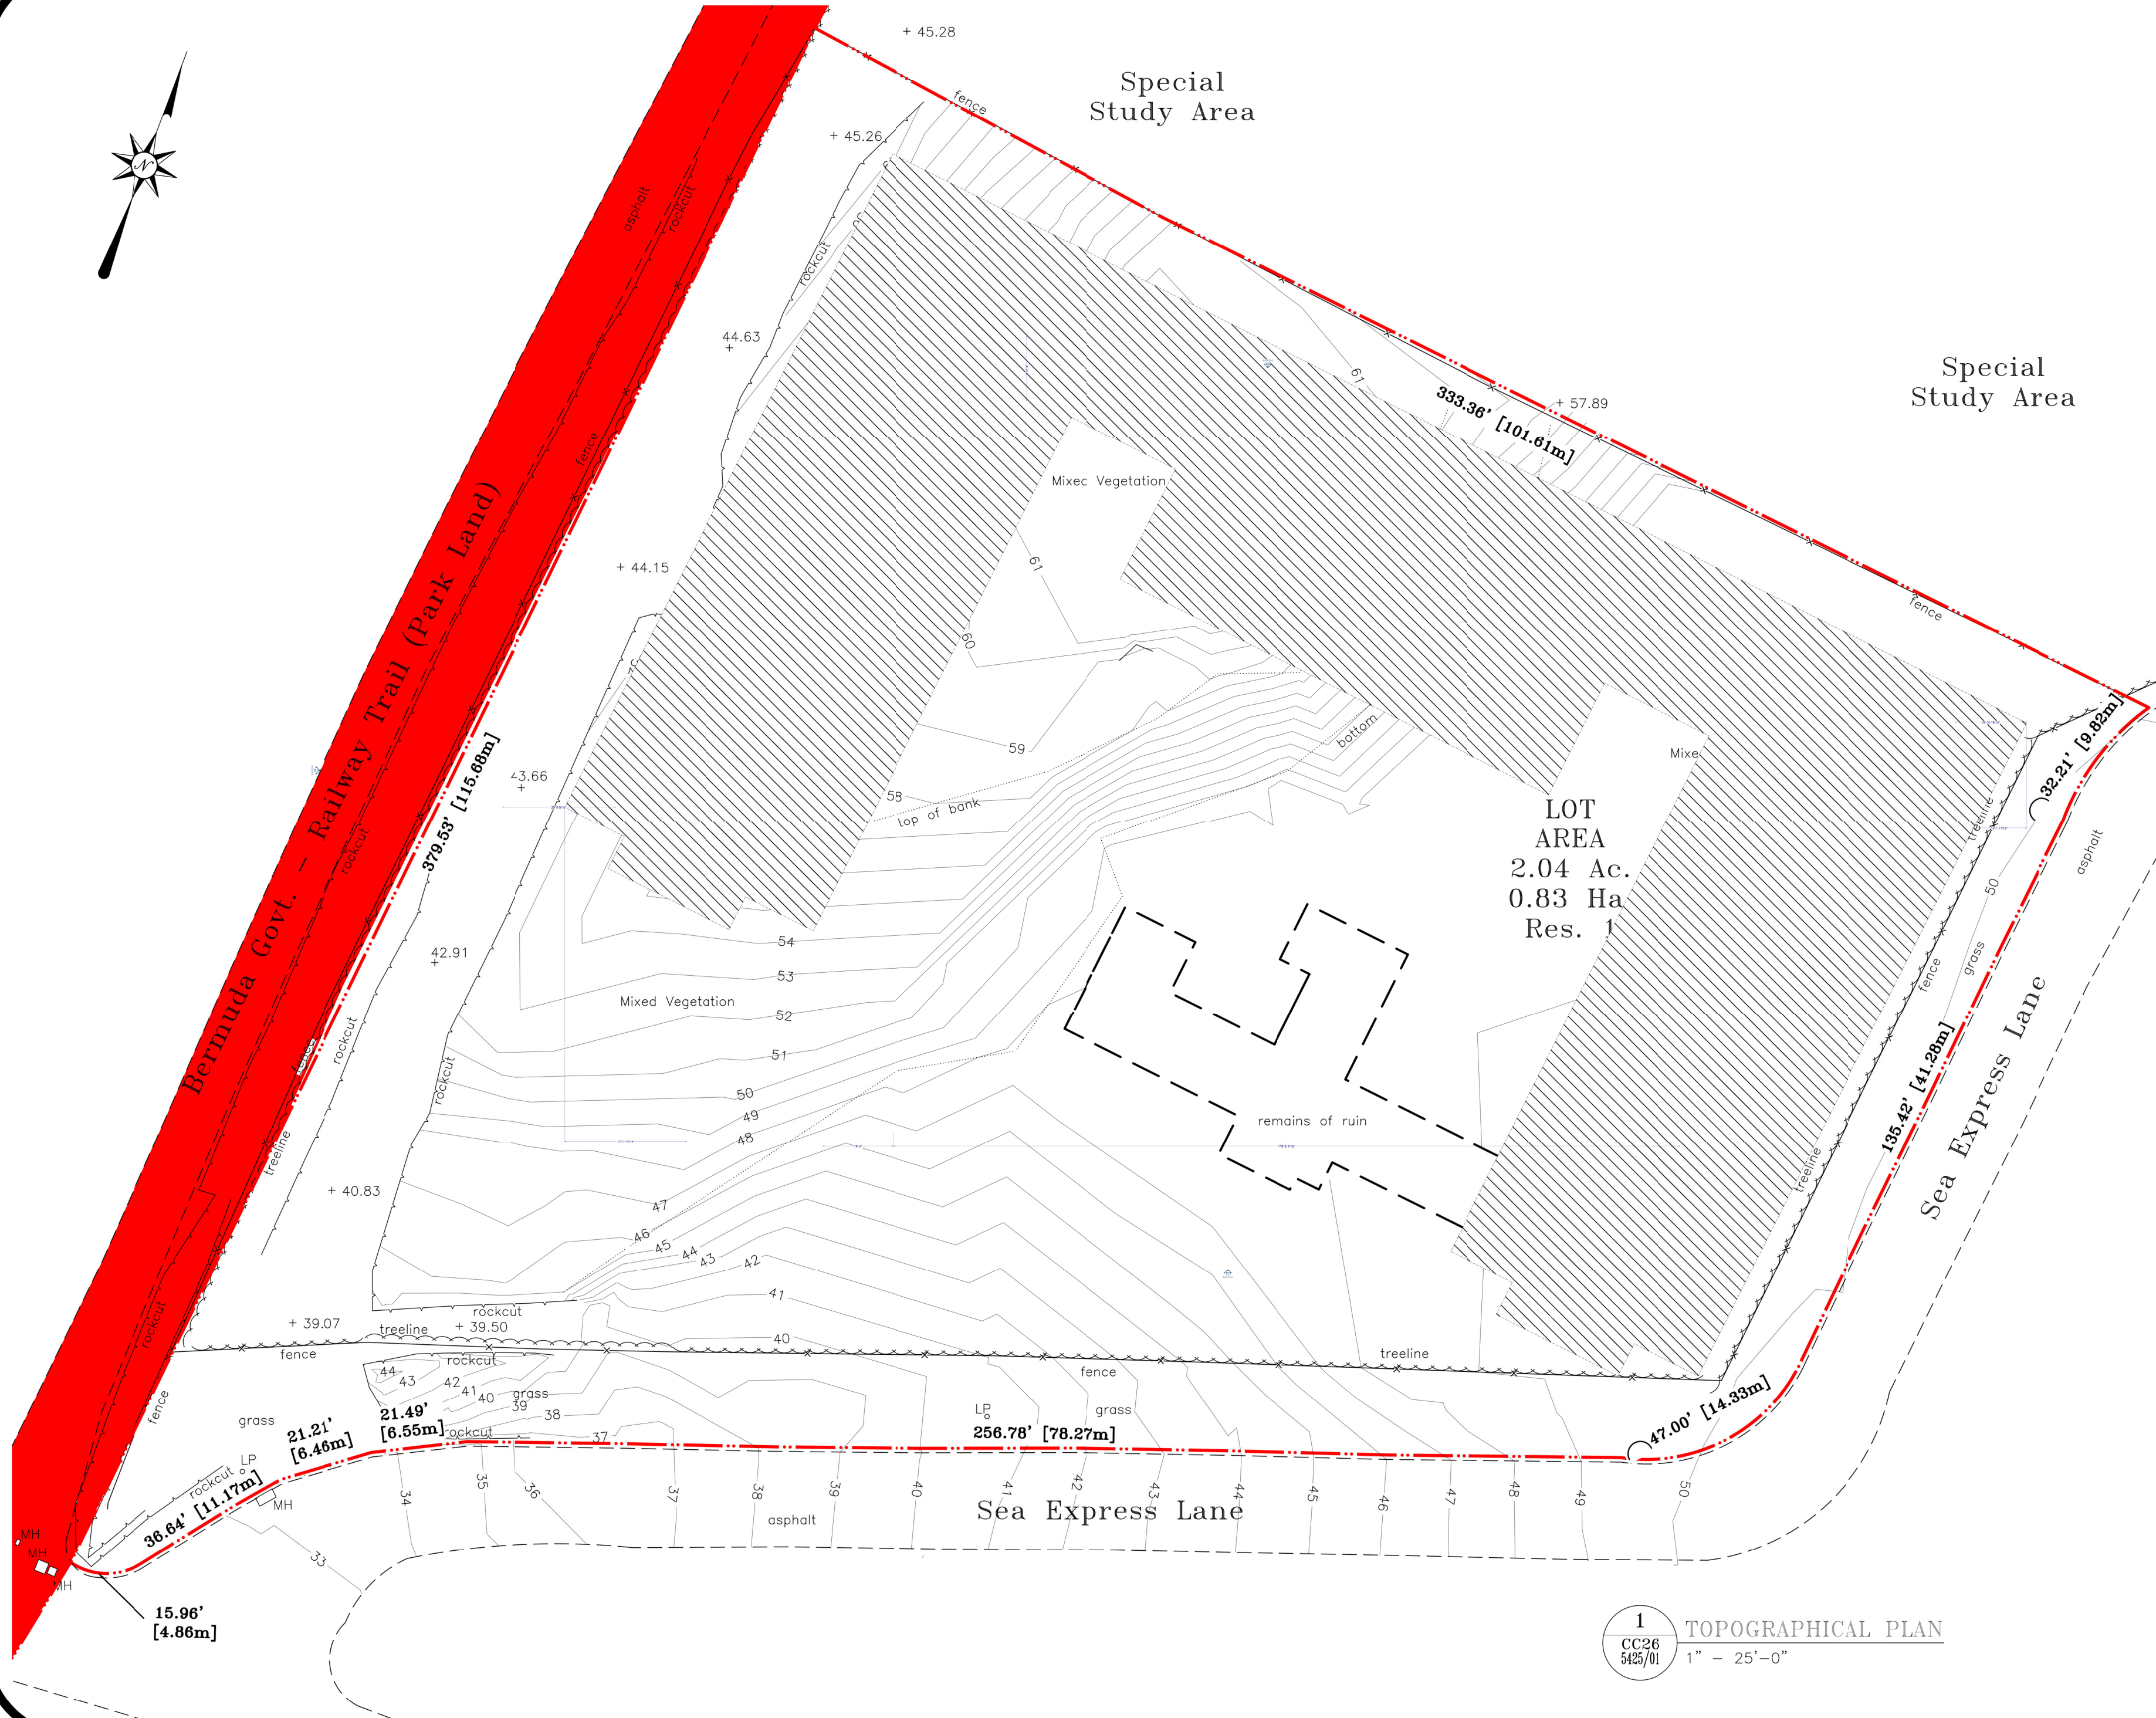 + 45.28
Special
Study Area
fence
+ 45.26
asphalt
rockcut
rockcut
44.63
Special
Study Area
61
333.36' [101.61m]
+ 57.89
fence
Mixec Vegetation
+ 44.15
61
60
fence
Bermuda Govt. – Railway Trail (Park Land)
379.53' [115.68m]
43.66
59
58
top of bank
bottom
Mixe
32.21' [9.82m]
LOT
AREA
2.04 Ac.
0.83 Ha
Res. 1
treeline
asphalt
50
rockcut
42.91
54
53
52
51
50
49
48
47
46
45
44
43
42
41
40
Mixed Vegetation
grass
fence
135.42' [41.28m]
Sea Express Lane
fence
rockcut
rockcut
treeline
remains of ruin
treeline
+ 40.83
rockcut
rockcut
+ 39.07
treeline
+ 39.50
fence
rockcut
treeline
fence
44
43
42
41
40
39
38
37
grass
fence
grass
21.21'
[6.46m]
21.49'
[6.55m]
rockcut
LP
grass
256.78' [78.27m]
47.00' [14.33m]
LP
rockcut
36.64' [11.17m]
MH
34
35
36
37
38
39
40
41
42
43
44
45
46
47
48
49
50
Sea Express Lane
asphalt
33
MH
MH
MH
15.96'
[4.86m]
1
CC26
5425/01
TOPOGRAPHICAL PLAN
1" – 25'–0"